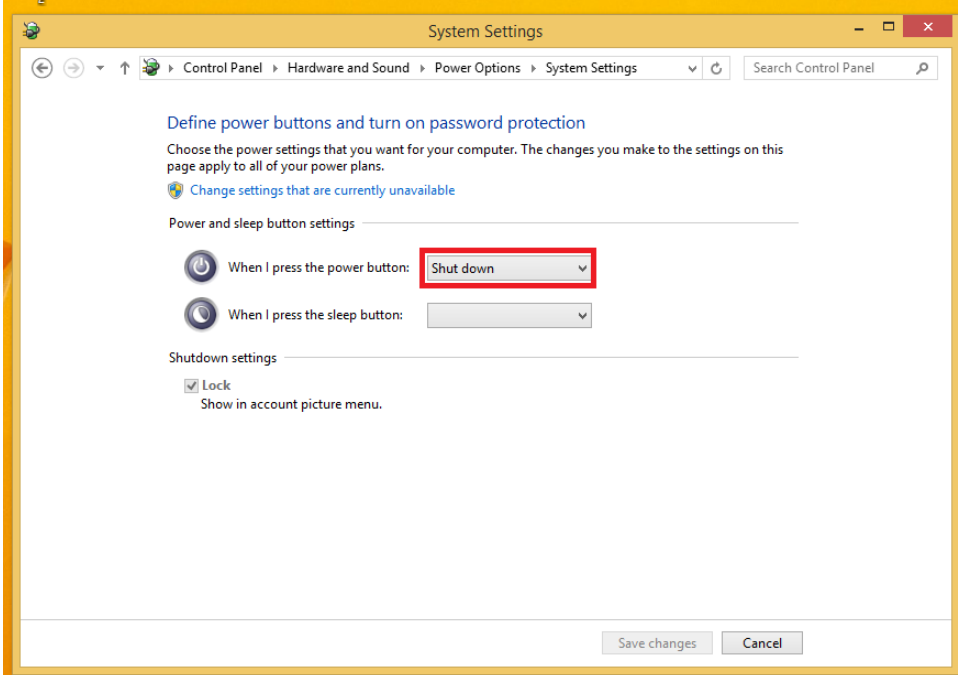 System Settings
Control Panel Hardware and Sound Power Options System Settings Search Control Panel
Define power buttons and turn on password protection
Choose the power settings that you want for your computer. The changes you make to the settings on this
page apply to all of your power plans.
Change settings that are currently unavailable
Power and sleep button settings
When I press the power button: Shut down
When I press the sleep button:
Shutdown settings
Lock
Show in account picture menu.
Save changes Cancel